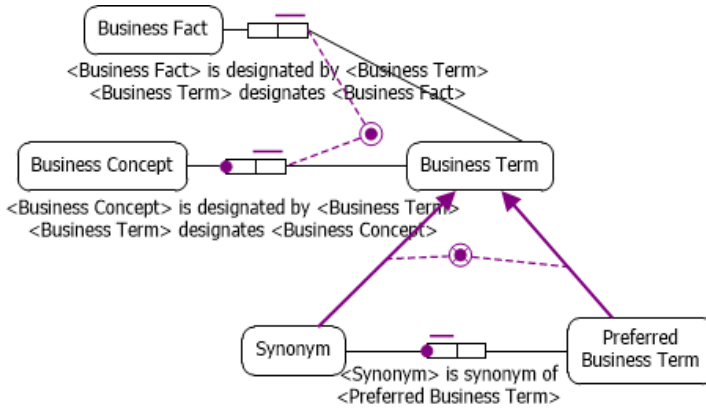 Business Fact
<Business Fact> is designated by <Business Term>
<Business Term> designates <Business Fact>
Business Concept
Business Term
<Business Concept> is designated by <Business Term>
<Business Term> designates <Business Concept>
Synonym
Preferred
Business Term
<Synonym> is synonym of
<Preferred Business Term>